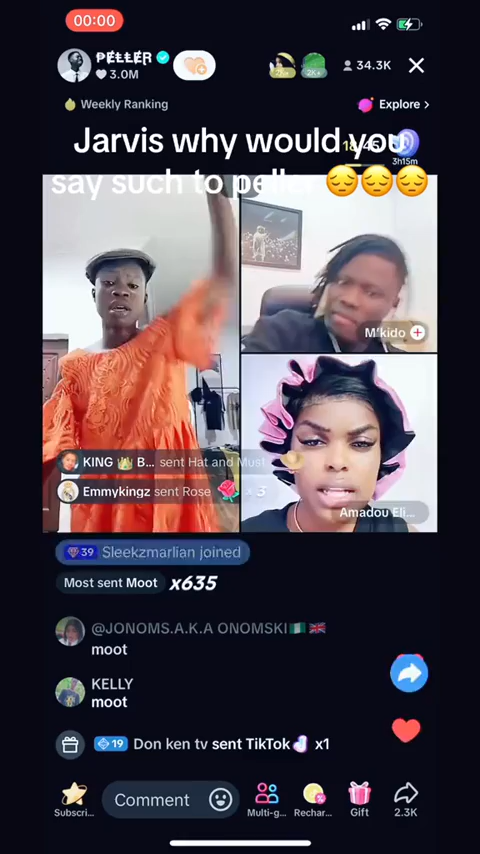 00:00
₱ɆⱠⱠɆⱤ
3.0M
34.3K
Weekly Ranking
Explore >
Jarvis why would you
say such to peller 😔😔😔
3h15m
M'kido
KING 👑 B... sent Hat and Must
Emmykingz sent Rose 🌹 x 3
Amadou Eli...
39 Sleekzmarlian joined
Most sent Moot x635
@JONOMS.A.K.A ONOMSKI🇳🇬🇬🇧
moot
KELLY
moot
19 Don ken tv sent TikTok x1
Comment
Subscri...
Multi-g...
Rechar...
Gift
2.3K